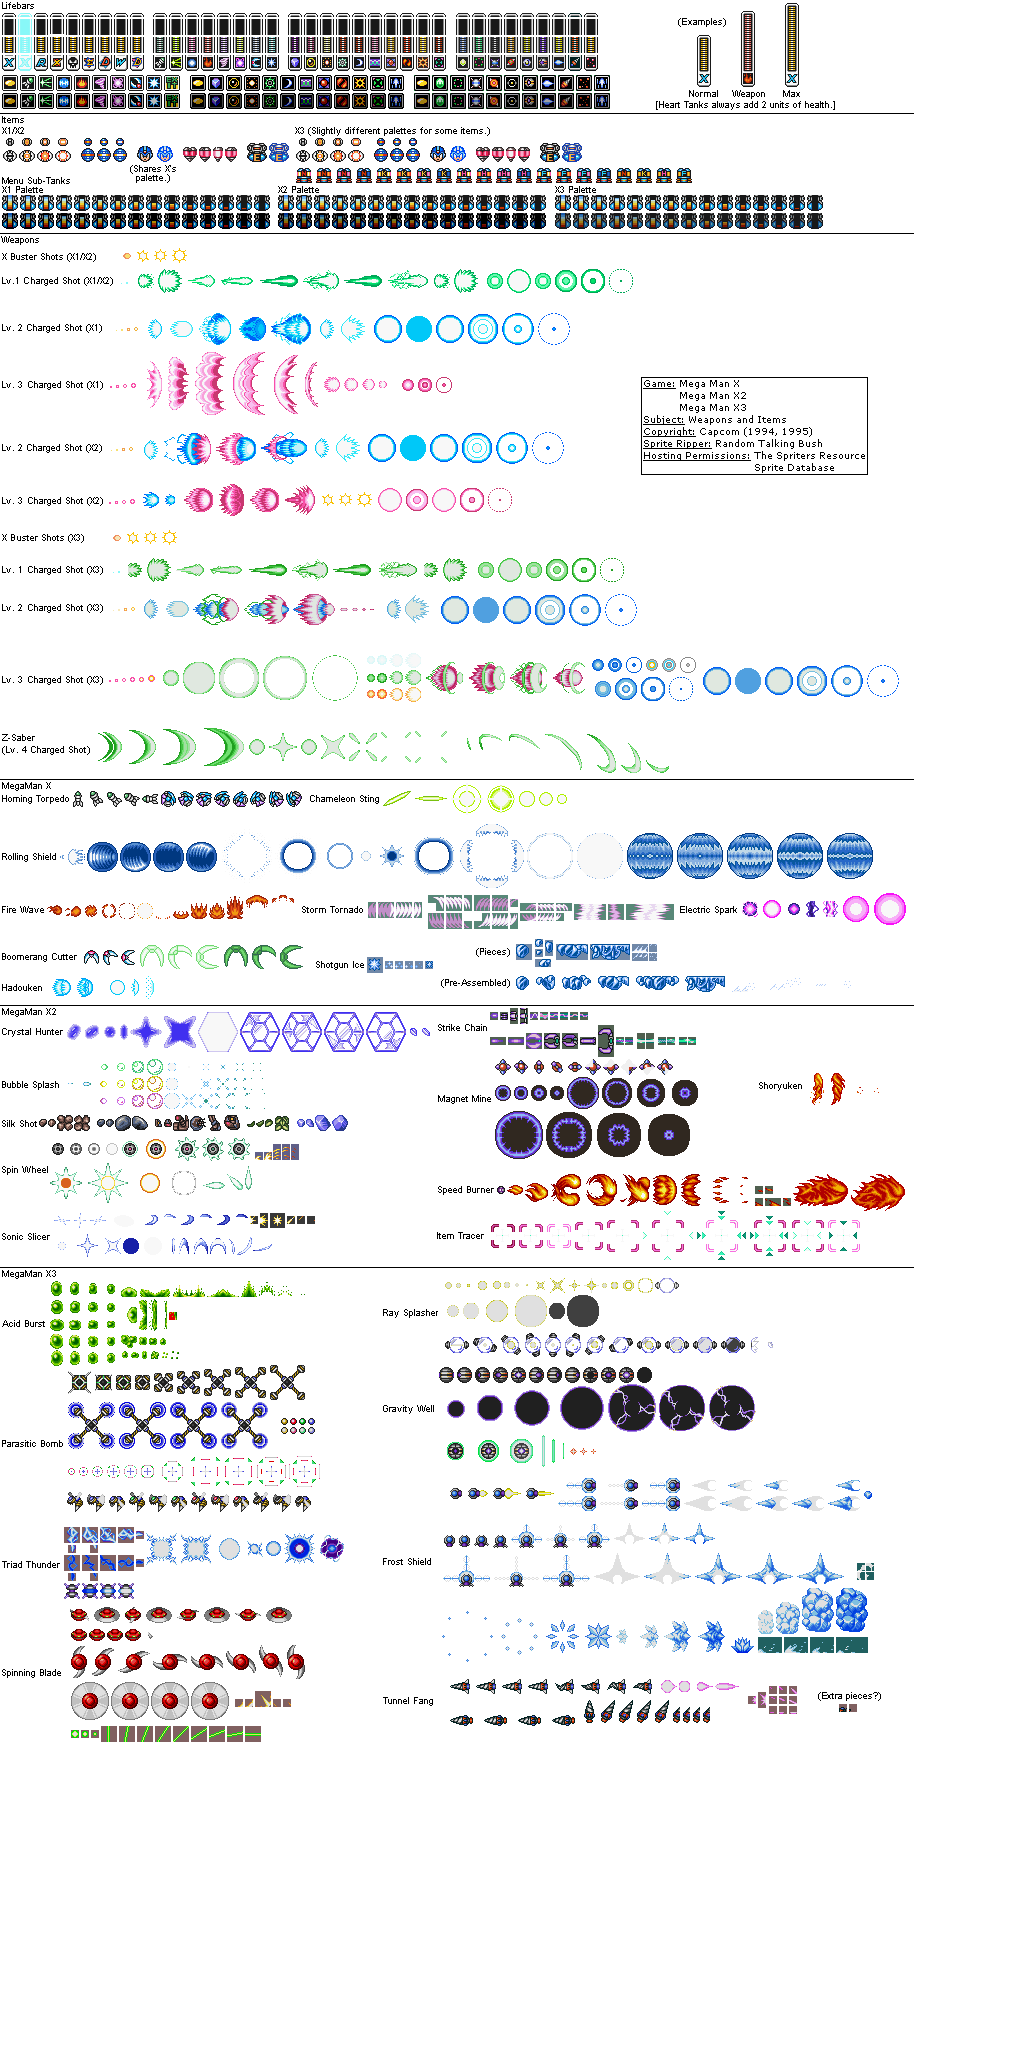 Lifebars
(Examples)
Normal Weapon Max
[Heart Tanks always add 2 units of health.]
Items
X1/X2
X3 (Slightly different palettes for some items.)
(Shares X's
palette.)
Menu Sub-Tanks
X1 Palette
X2 Palette
X3 Palette
Weapons
X Buster Shots (X1/X2)
Lv.1 Charged Shot (X1/X2)
Lv. 2 Charged Shot (X1)
Lv. 3 Charged Shot (X1)
Game: Mega Man X
Mega Man X2
Mega Man X3
Subject: Weapons and Items
Copyright: Capcom (1994, 1995)
Sprite Ripper: Random Talking Bush
Hosting Permissions: The Spriters Resource
Sprite Database
Lv. 2 Charged Shot (X2)
Lv. 3 Charged Shot (X2)
X Buster Shots (X3)
Lv. 1 Charged Shot (X3)
Lv. 2 Charged Shot (X3)
Lv. 3 Charged Shot (X3)
Z-Saber
(Lv. 4 Charged Shot)
MegaMan X
Homing Torpedo
Chameleon Sting
Rolling Shield
Fire Wave
Storm Tornado
Electric Spark
Boomerang Cutter
Shotgun Ice
(Pieces)
(Pre-Assembled)
Hadouken
MegaMan X2
Crystal Hunter
Strike Chain
Bubble Splash
Magnet Mine
Shoryuken
Silk Shot
Spin Wheel
Speed Burner
Sonic Slicer
Item Tracer
MegaMan X3
Acid Burst
Ray Splasher
Parasitic Bomb
Gravity Well
Triad Thunder
Frost Shield
Spinning Blade
Tunnel Fang
(Extra pieces?)